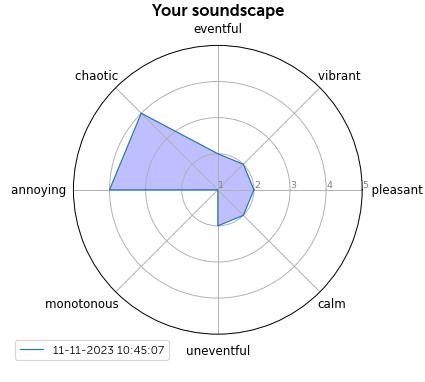 Your soundscape
eventful
chaotic
vibrant
annoying
1
2
3
4
5
pleasant
monotonous
calm
11-11-2023 10:45:07
uneventful